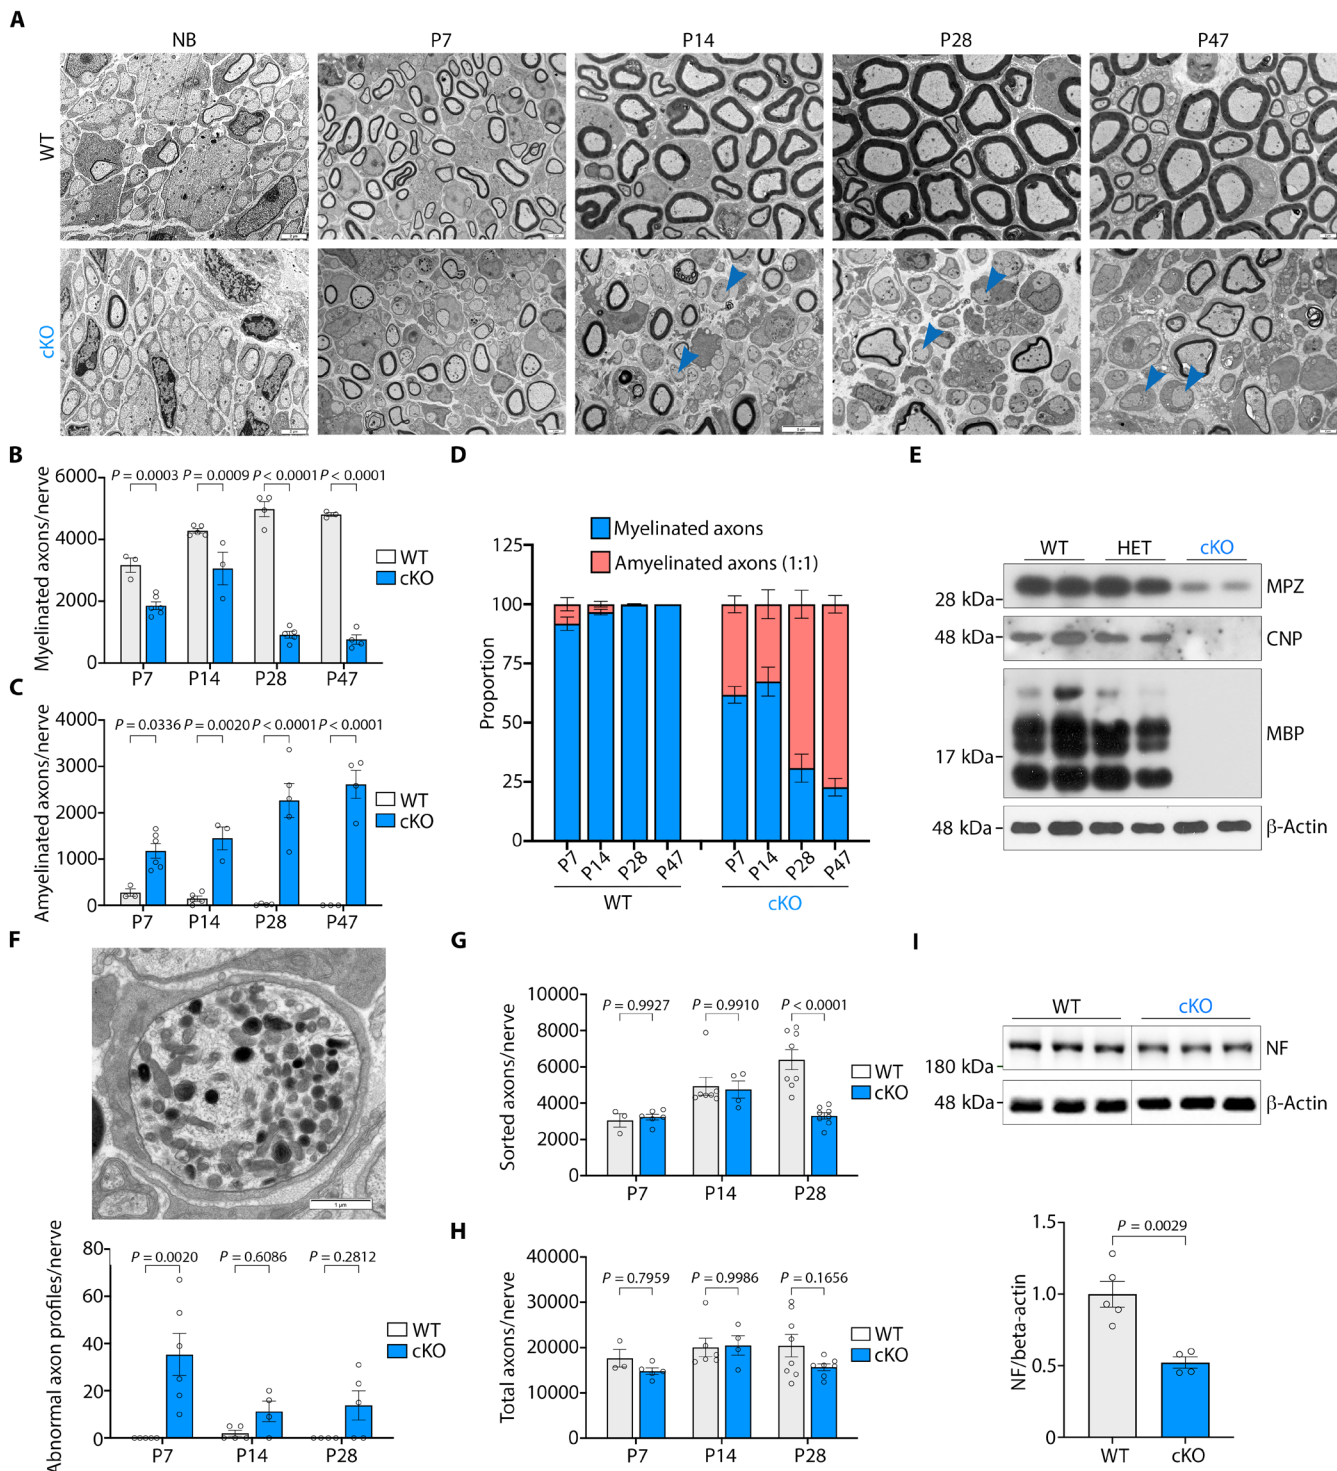 A
NB P7 P14 P28 P47
WT
cKO
B
Myelinated axons/nerve
6000
4000
2000
0
P = 0.0003 P = 0.0009 P < 0.0001 P < 0.0001
P7 P14 P28 P47
WT
cKO
C
Amyelinated axons/nerve
4000
3000
2000
1000
0
P = 0.0336 P = 0.0020 P < 0.0001 P < 0.0001
P7 P14 P28 P47
WT
cKO
D
Myelinated axons
Amyelinated axons (1:1)
Proportion
125
100
75
50
25
0
P7 P14 P28 P47 P7 P14 P28 P47
WT cKO
E
WT HET cKO
28 kDa MPZ
48 kDa CNP
17 kDa MBP
48 kDa β-Actin
F
1 µm
Abnormal axon profiles/nerve
80
60
40
20
0
P = 0.0020 P = 0.6086 P = 0.2812
P7 P14 P28
WT
cKO
G
Sorted axons/nerve
10000
8000
6000
4000
2000
0
P = 0.9927 P = 0.9910 P < 0.0001
P7 P14 P28
WT
cKO
H
Total axons/nerve
40000
30000
20000
10000
0
P = 0.7959 P = 0.9986 P = 0.1656
P7 P14 P28
WT
cKO
I
WT cKO
180 kDa NF
48 kDa β-Actin
NF/beta-actin
1.5
1.0
0.5
0
P = 0.0029
WT cKO